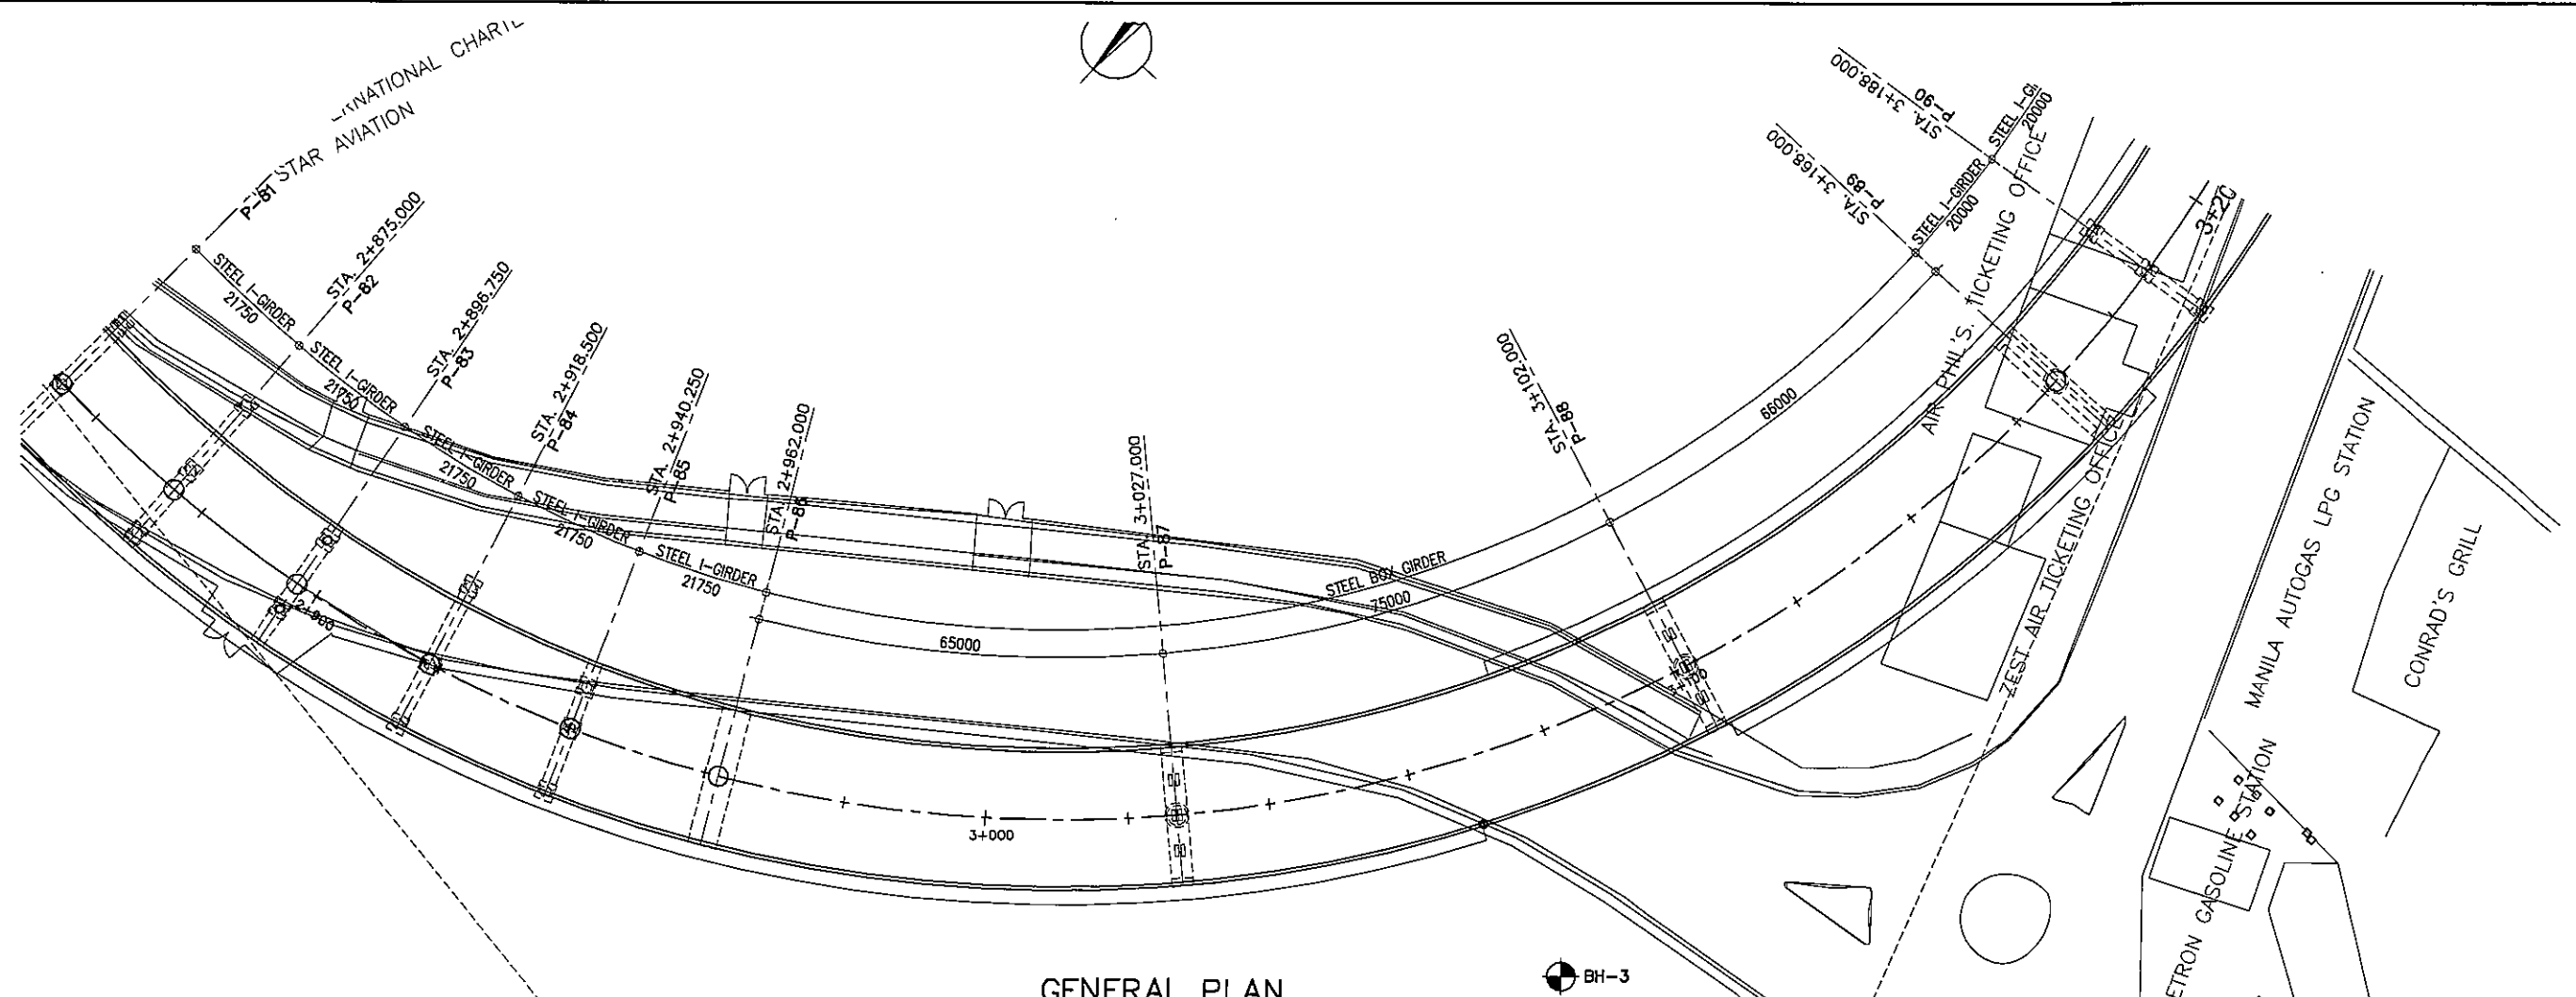 STAR AVIATION
P-81
STEEL I-GIRDER
21750
STA. 2+875.000
P-82
STEEL I-GIRDER
21750
STA. 2+896.750
P-83
STEEL I-GIRDER
21750
STA. 2+918.500
P-84
STEEL I-GIRDER
21750
STA. 2+940.250
P-85
STEEL I-GIRDER
21750
STA. 2+962.000
P-86
65000
STA. 3+027.000
P-87
STEEL BOX GIRDER
75000
STA. 3+102.000
P-88
66000
STA. 3+168.000
P-89
STEEL I-GIRDER
20000
STA. 3+188.000
P-90
20000
2+900
3+000
3+100
AIR PHIL'S. TICKETING OFFICE
ZEST-AIR TICKETING OFFICE
MANILA AUTOGAS LPG STATION
CONRAD'S GRILL
GASOLINE STATION
GENERAL PLAN
BH-3